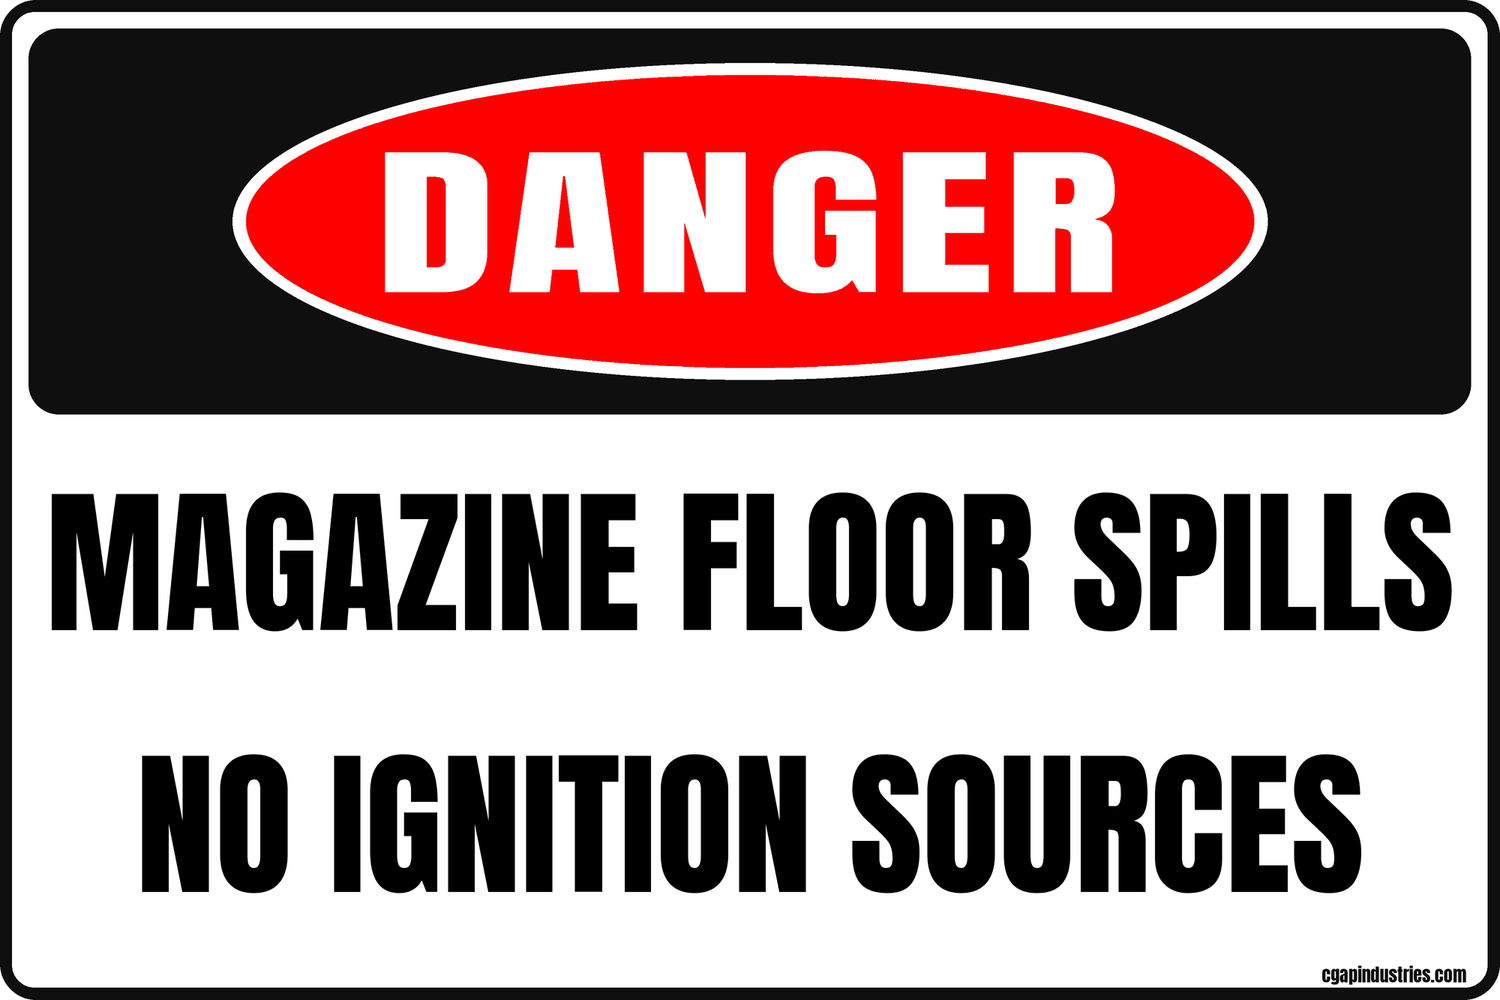 DANGER
MAGAZINE FLOOR SPILLS
NO IGNITION SOURCES
cgapindustries.com